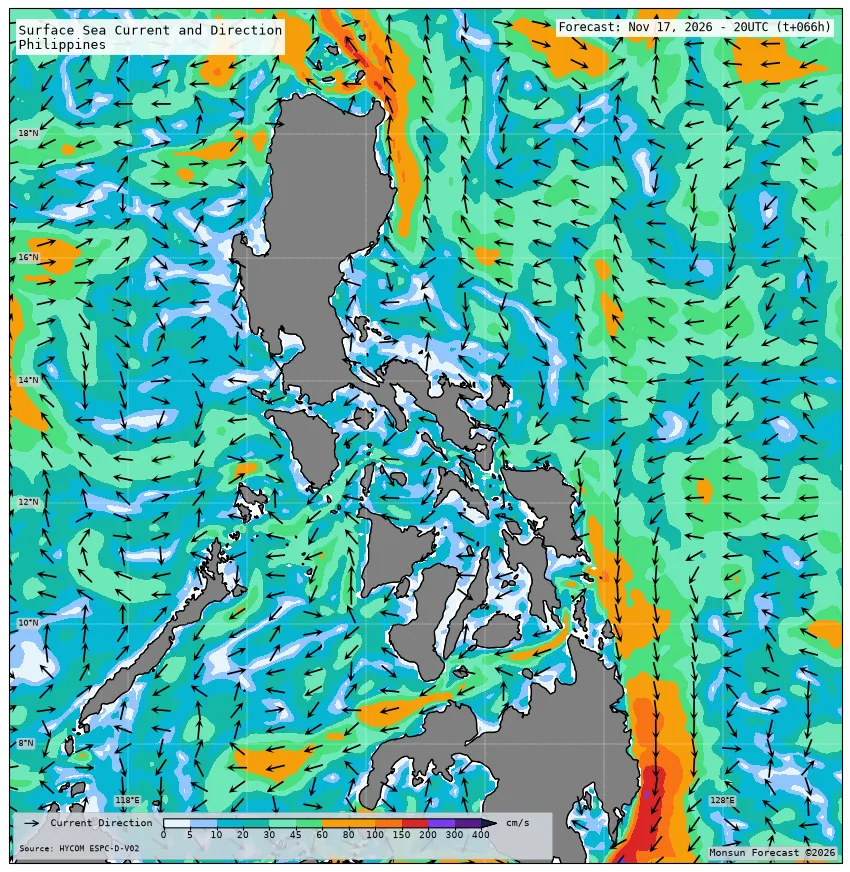 Surface Sea Current and Direction
Philippines
Forecast: Nov 17, 2026 - 20UTC (t+066h)
18°N
16°N
14°N
12°N
10°N
8°N
118°E
128°E
Current Direction
0 5 10 20 30 45 60 80 100 150 200 300 400
cm/s
Source: HYCOM ESPC-D-V02
Monsun Forecast ©2026